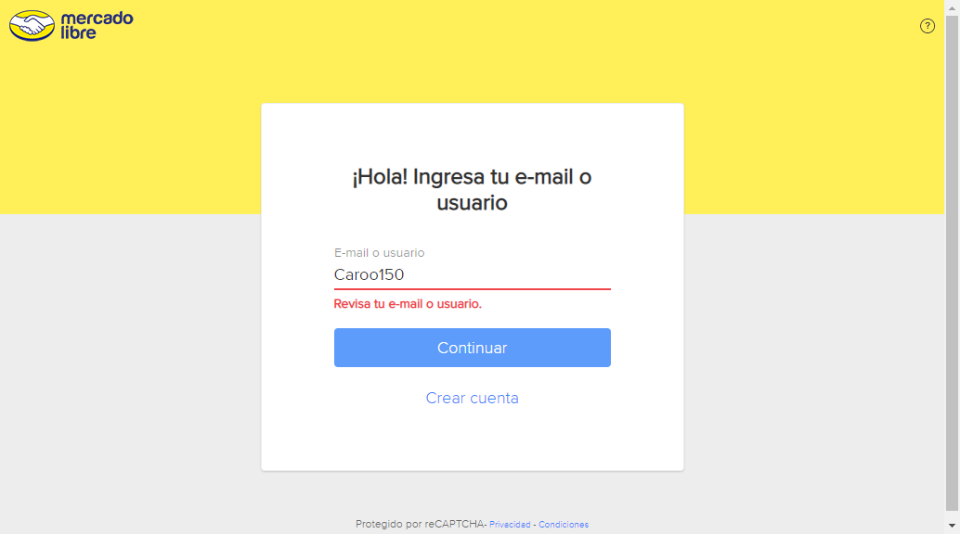 mercado
libre
?
¡Hola! Ingresa tu e-mail o
usuario
E-mail o usuario
Caroo150
Revisa tu e-mail o usuario.
Continuar
Crear cuenta
Protegido por reCAPTCHA- Privacidad - Condiciones